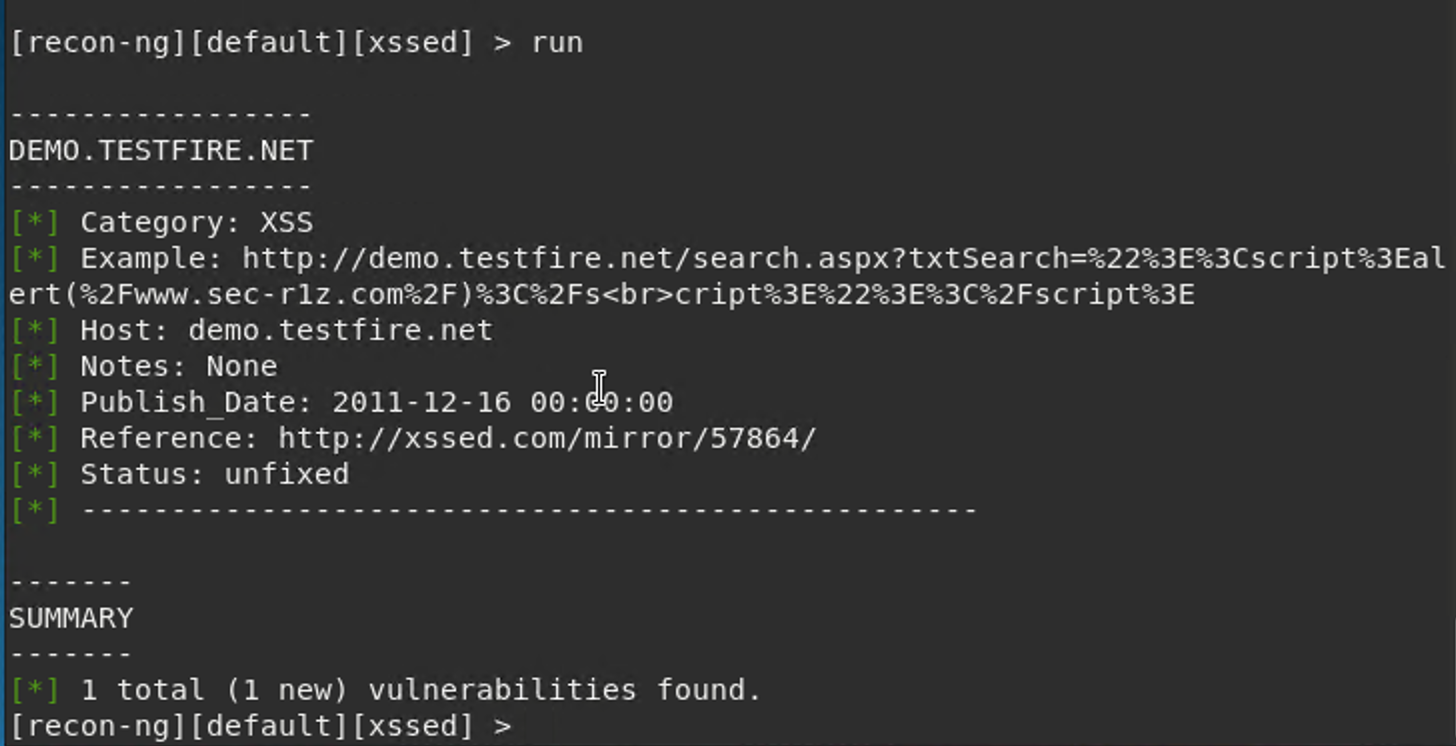 [recon-ng][default][xssed] > run
-----------------
DEMO.TESTFIRE.NET
-----------------
[*] Category: XSS
[*] Example: http://demo.testfire.net/search.aspx?txtSearch=%22%3E%3Cscript%3Eal
ert(%2Fwww.sec-r1z.com%2F)%3C%2Fs<br>cript%3E%22%3E%3C%2Fscript%3E
[*] Host: demo.testfire.net
[*] Notes: None
[*] Publish_Date: 2011-12-16 00:00:00
[*] Reference: http://xssed.com/mirror/57864/
[*] Status: unfixed
[*] --------------------------------------------------
-------
SUMMARY
-------
[*] 1 total (1 new) vulnerabilities found.
[recon-ng][default][xssed] >